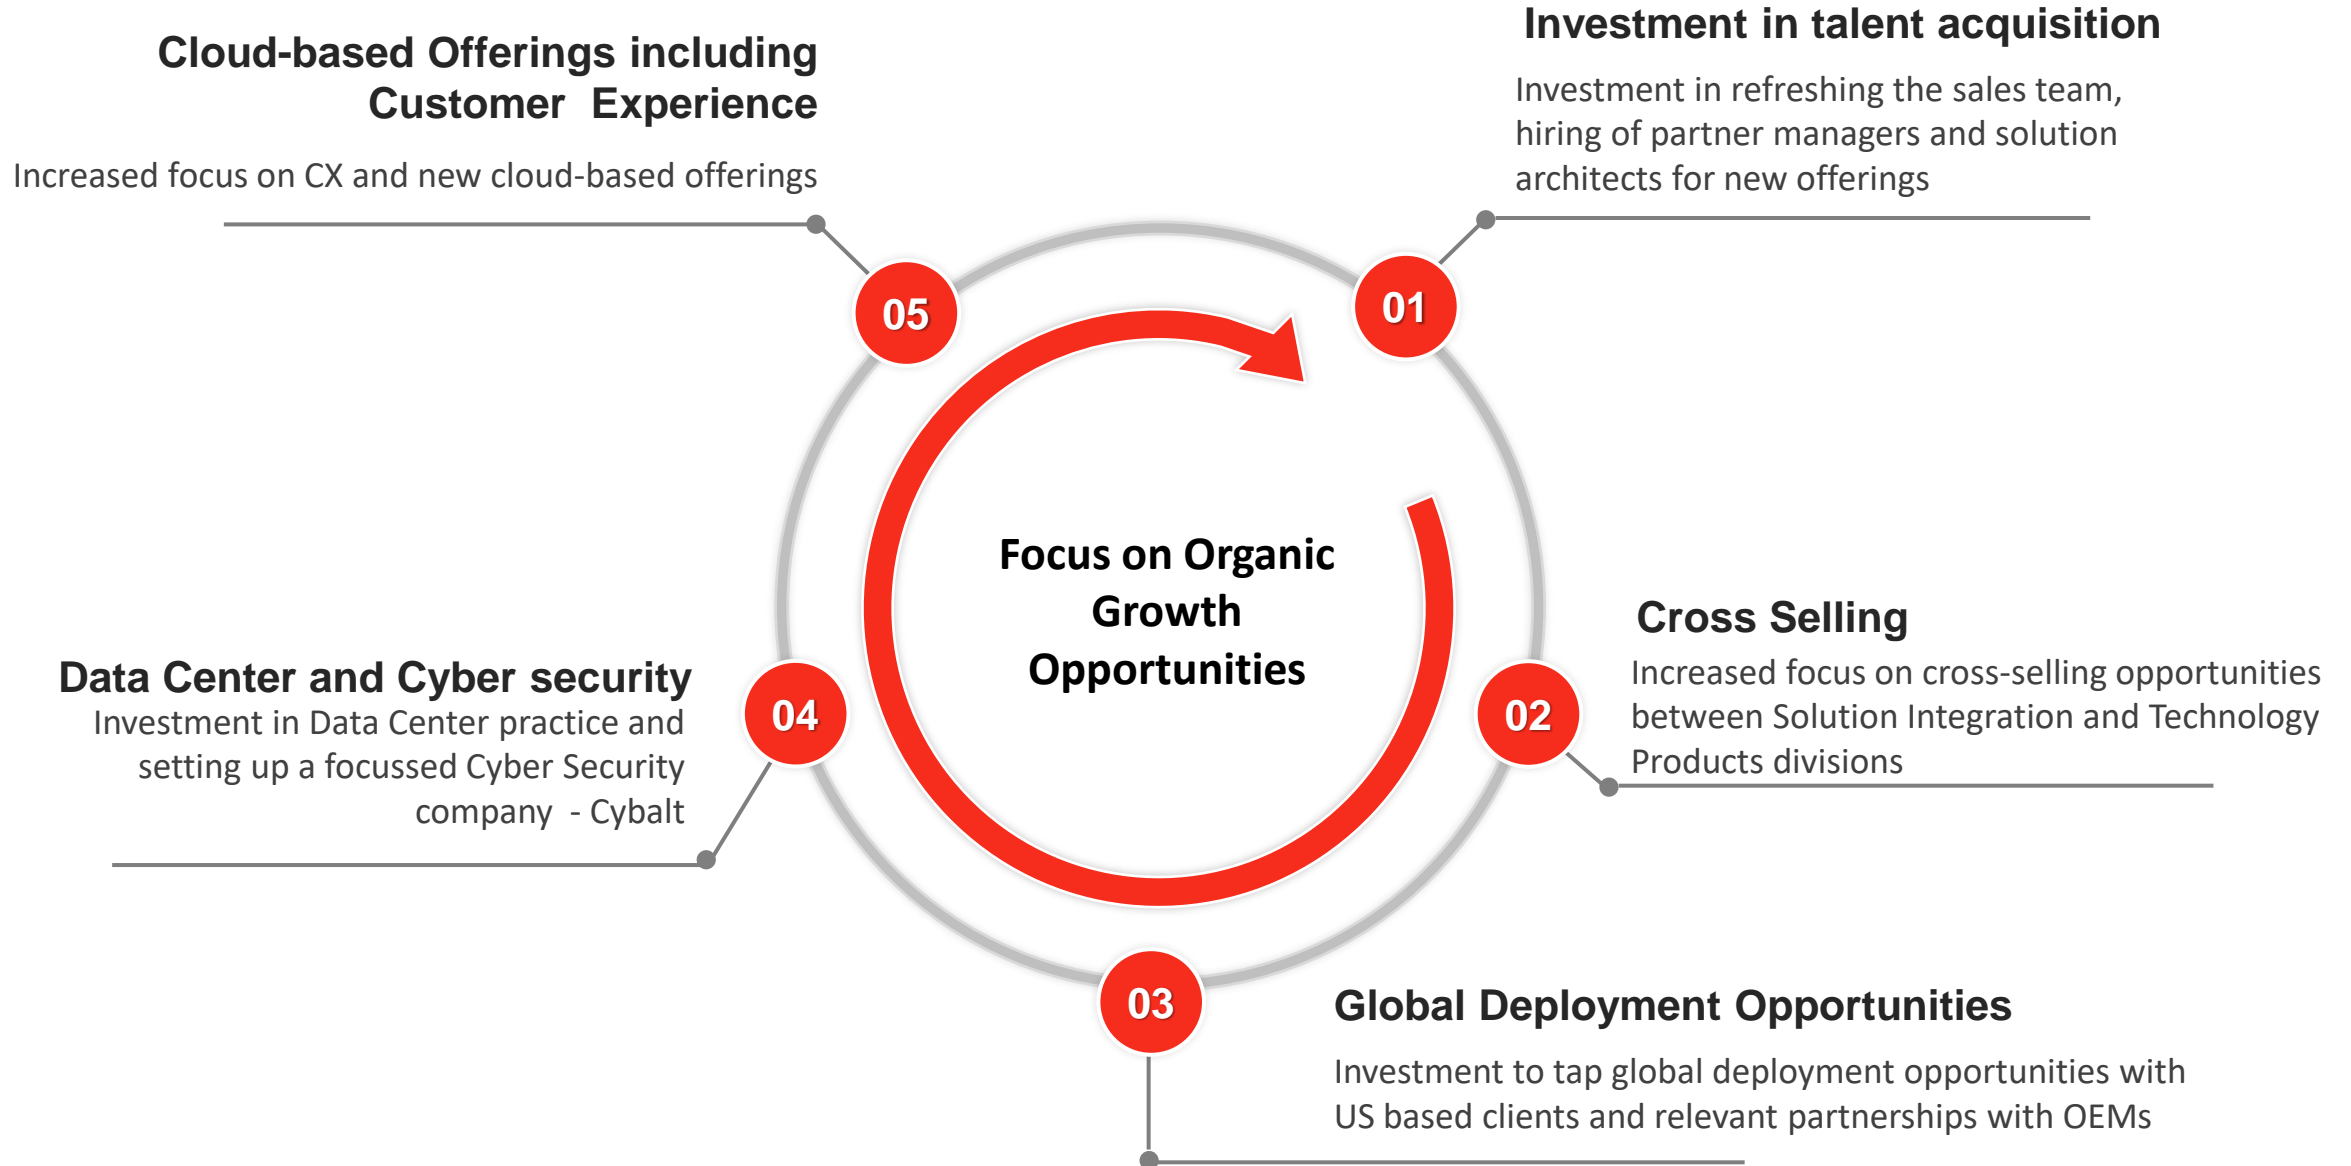 Investment in talent acquisition
Investment in refreshing the sales team,
hiring of partner managers and solution
architects for new offerings
01
Cross Selling
Increased focus on cross-selling opportunities
between Solution Integration and Technology
Products divisions
02
Global Deployment Opportunities
Investment to tap global deployment opportunities with
US based clients and relevant partnerships with OEMs
03
Data Center and Cyber security
Investment in Data Center practice and
setting up a focussed Cyber Security
company  - Cybalt
04
Cloud-based Offerings including
Customer  Experience
Increased focus on CX and new cloud-based offerings
05
Focus on Organic
Growth
Opportunities